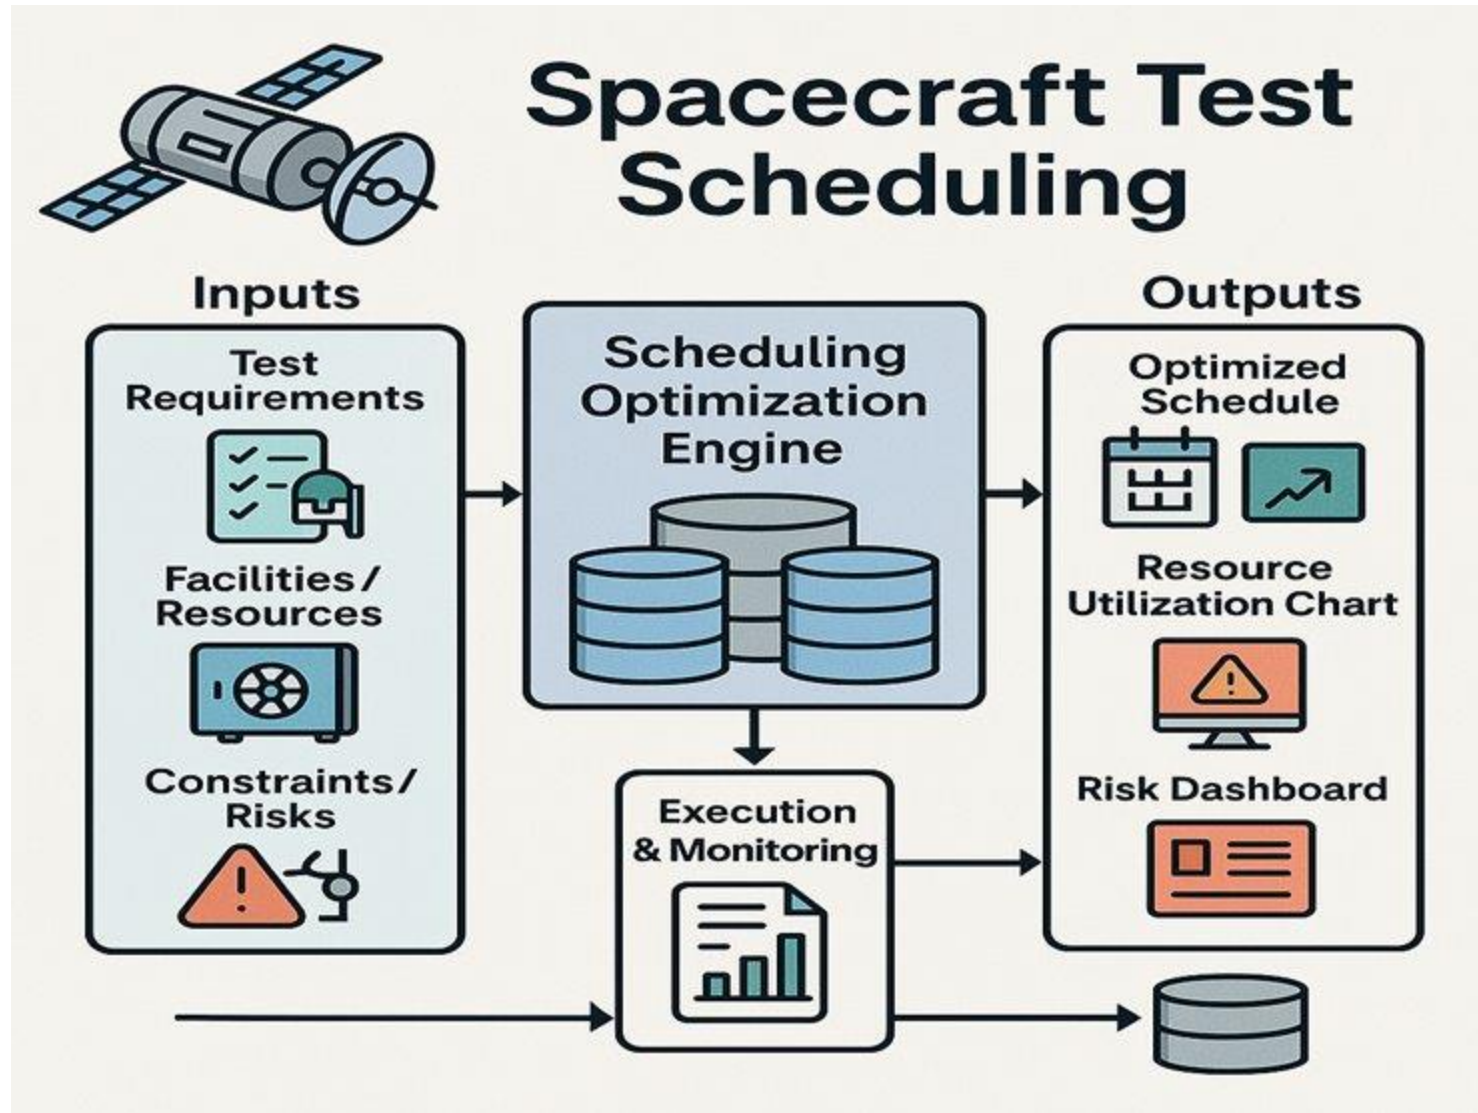 Spacecraft Test
Scheduling
Inputs
Test
Requirements
Facilities/
Resources
Constraints/
Risks
Scheduling
Optimization
Engine
Execution
& Monitoring
Outputs
Optimized
Schedule
Resource
Utilization Chart
Risk Dashboard